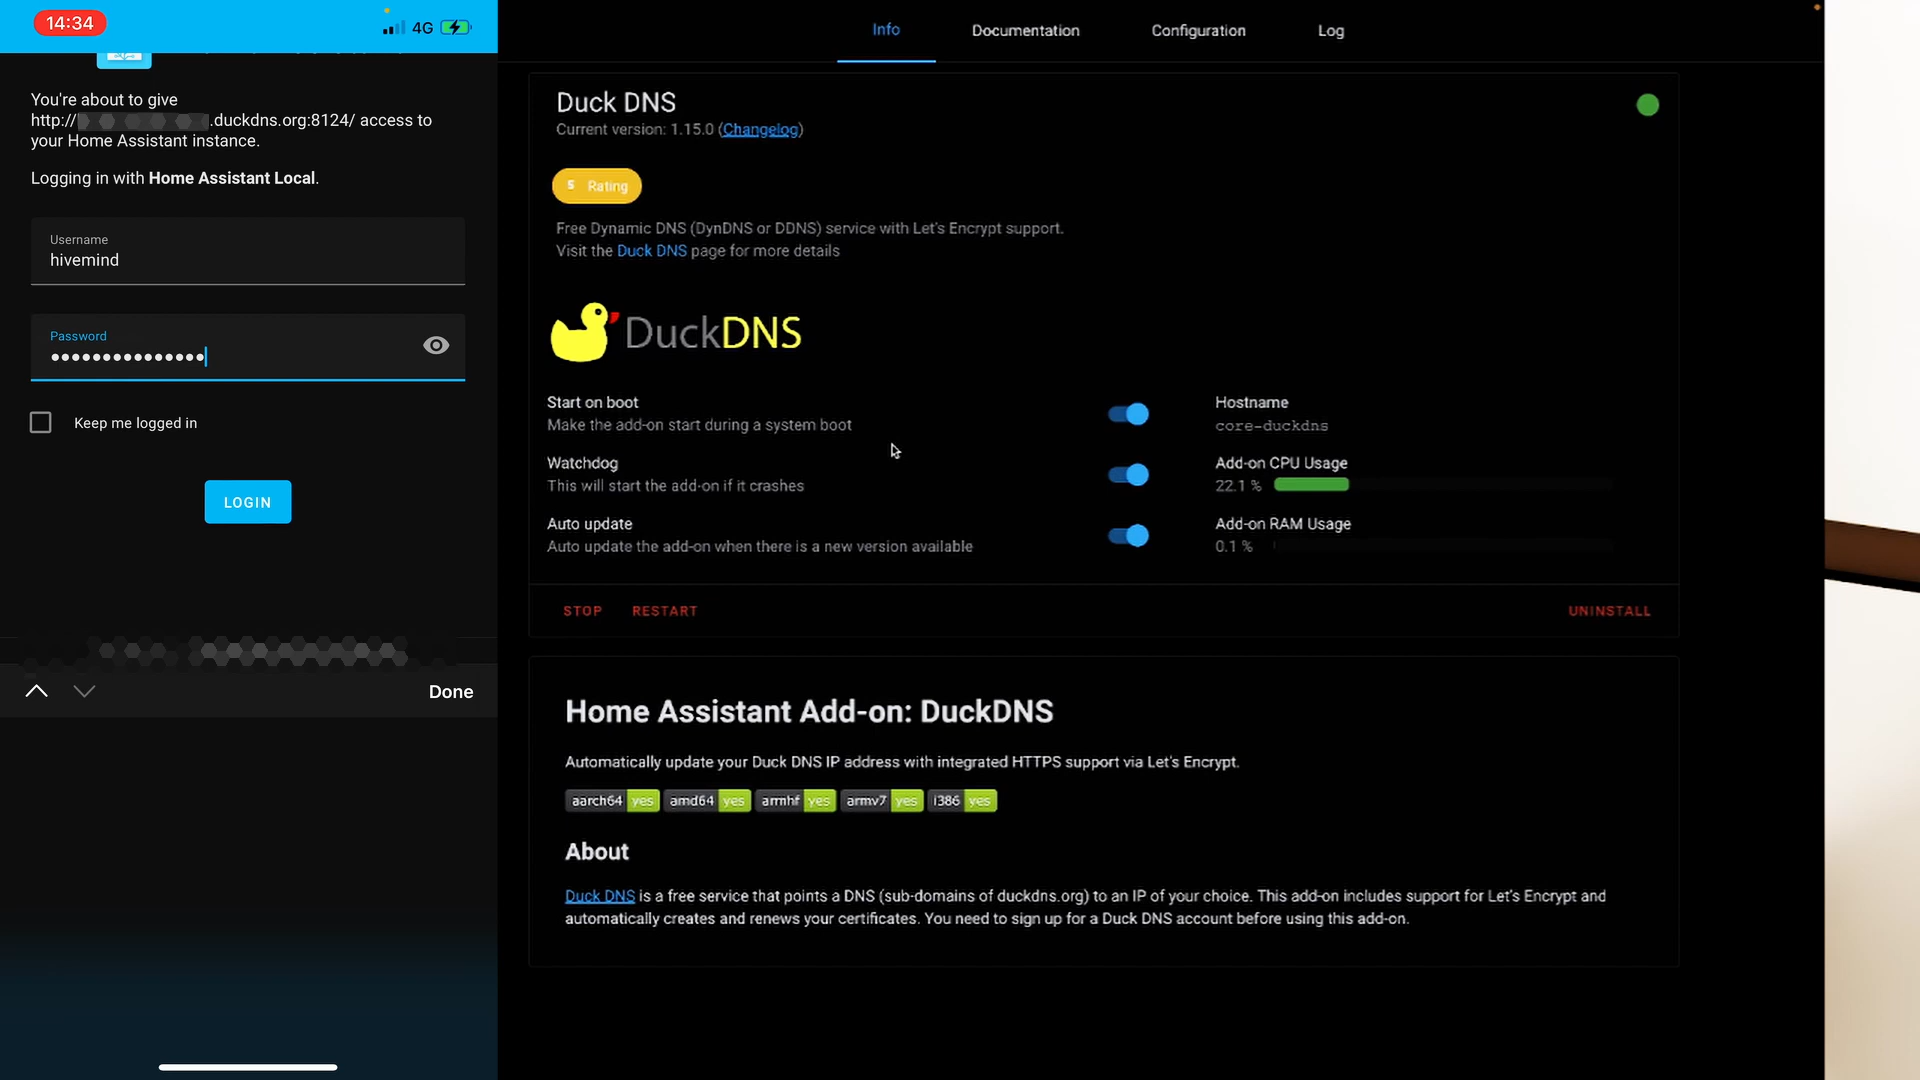 14:34
4G
You're about to give
http:// .duckdns.org:8124/ access to
your Home Assistant instance.
Logging in with Home Assistant Local.
Username
hivemind
Password
Keep me logged in
LOGIN
Done
Info
Documentation
Configuration
Log
Duck DNS
Current version: 1.15.0 (Changelog)
5 Rating
Free Dynamic DNS (DynDNS or DDNS) service with Let's Encrypt support.
Visit the Duck DNS page for more details
DuckDNS
Start on boot
Make the add-on start during a system boot
Hostname
core-duckdns
Watchdog
This will start the add-on if it crashes
Add-on CPU Usage
22.1 %
Auto update
Auto update the add-on when there is a new version available
Add-on RAM Usage
0.1 %
STOP
RESTART
UNINSTALL
Home Assistant Add-on: DuckDNS
Automatically update your Duck DNS IP address with integrated HTTPS support via Let's Encrypt.
aarch64 yes amd64 yes armhf yes armv7 yes i386 yes
About
Duck DNS is a free service that points a DNS (sub-domains of duckdns.org) to an IP of your choice. This add-on includes support for Let's Encrypt and
automatically creates and renews your certificates. You need to sign up for a Duck DNS account before using this add-on.